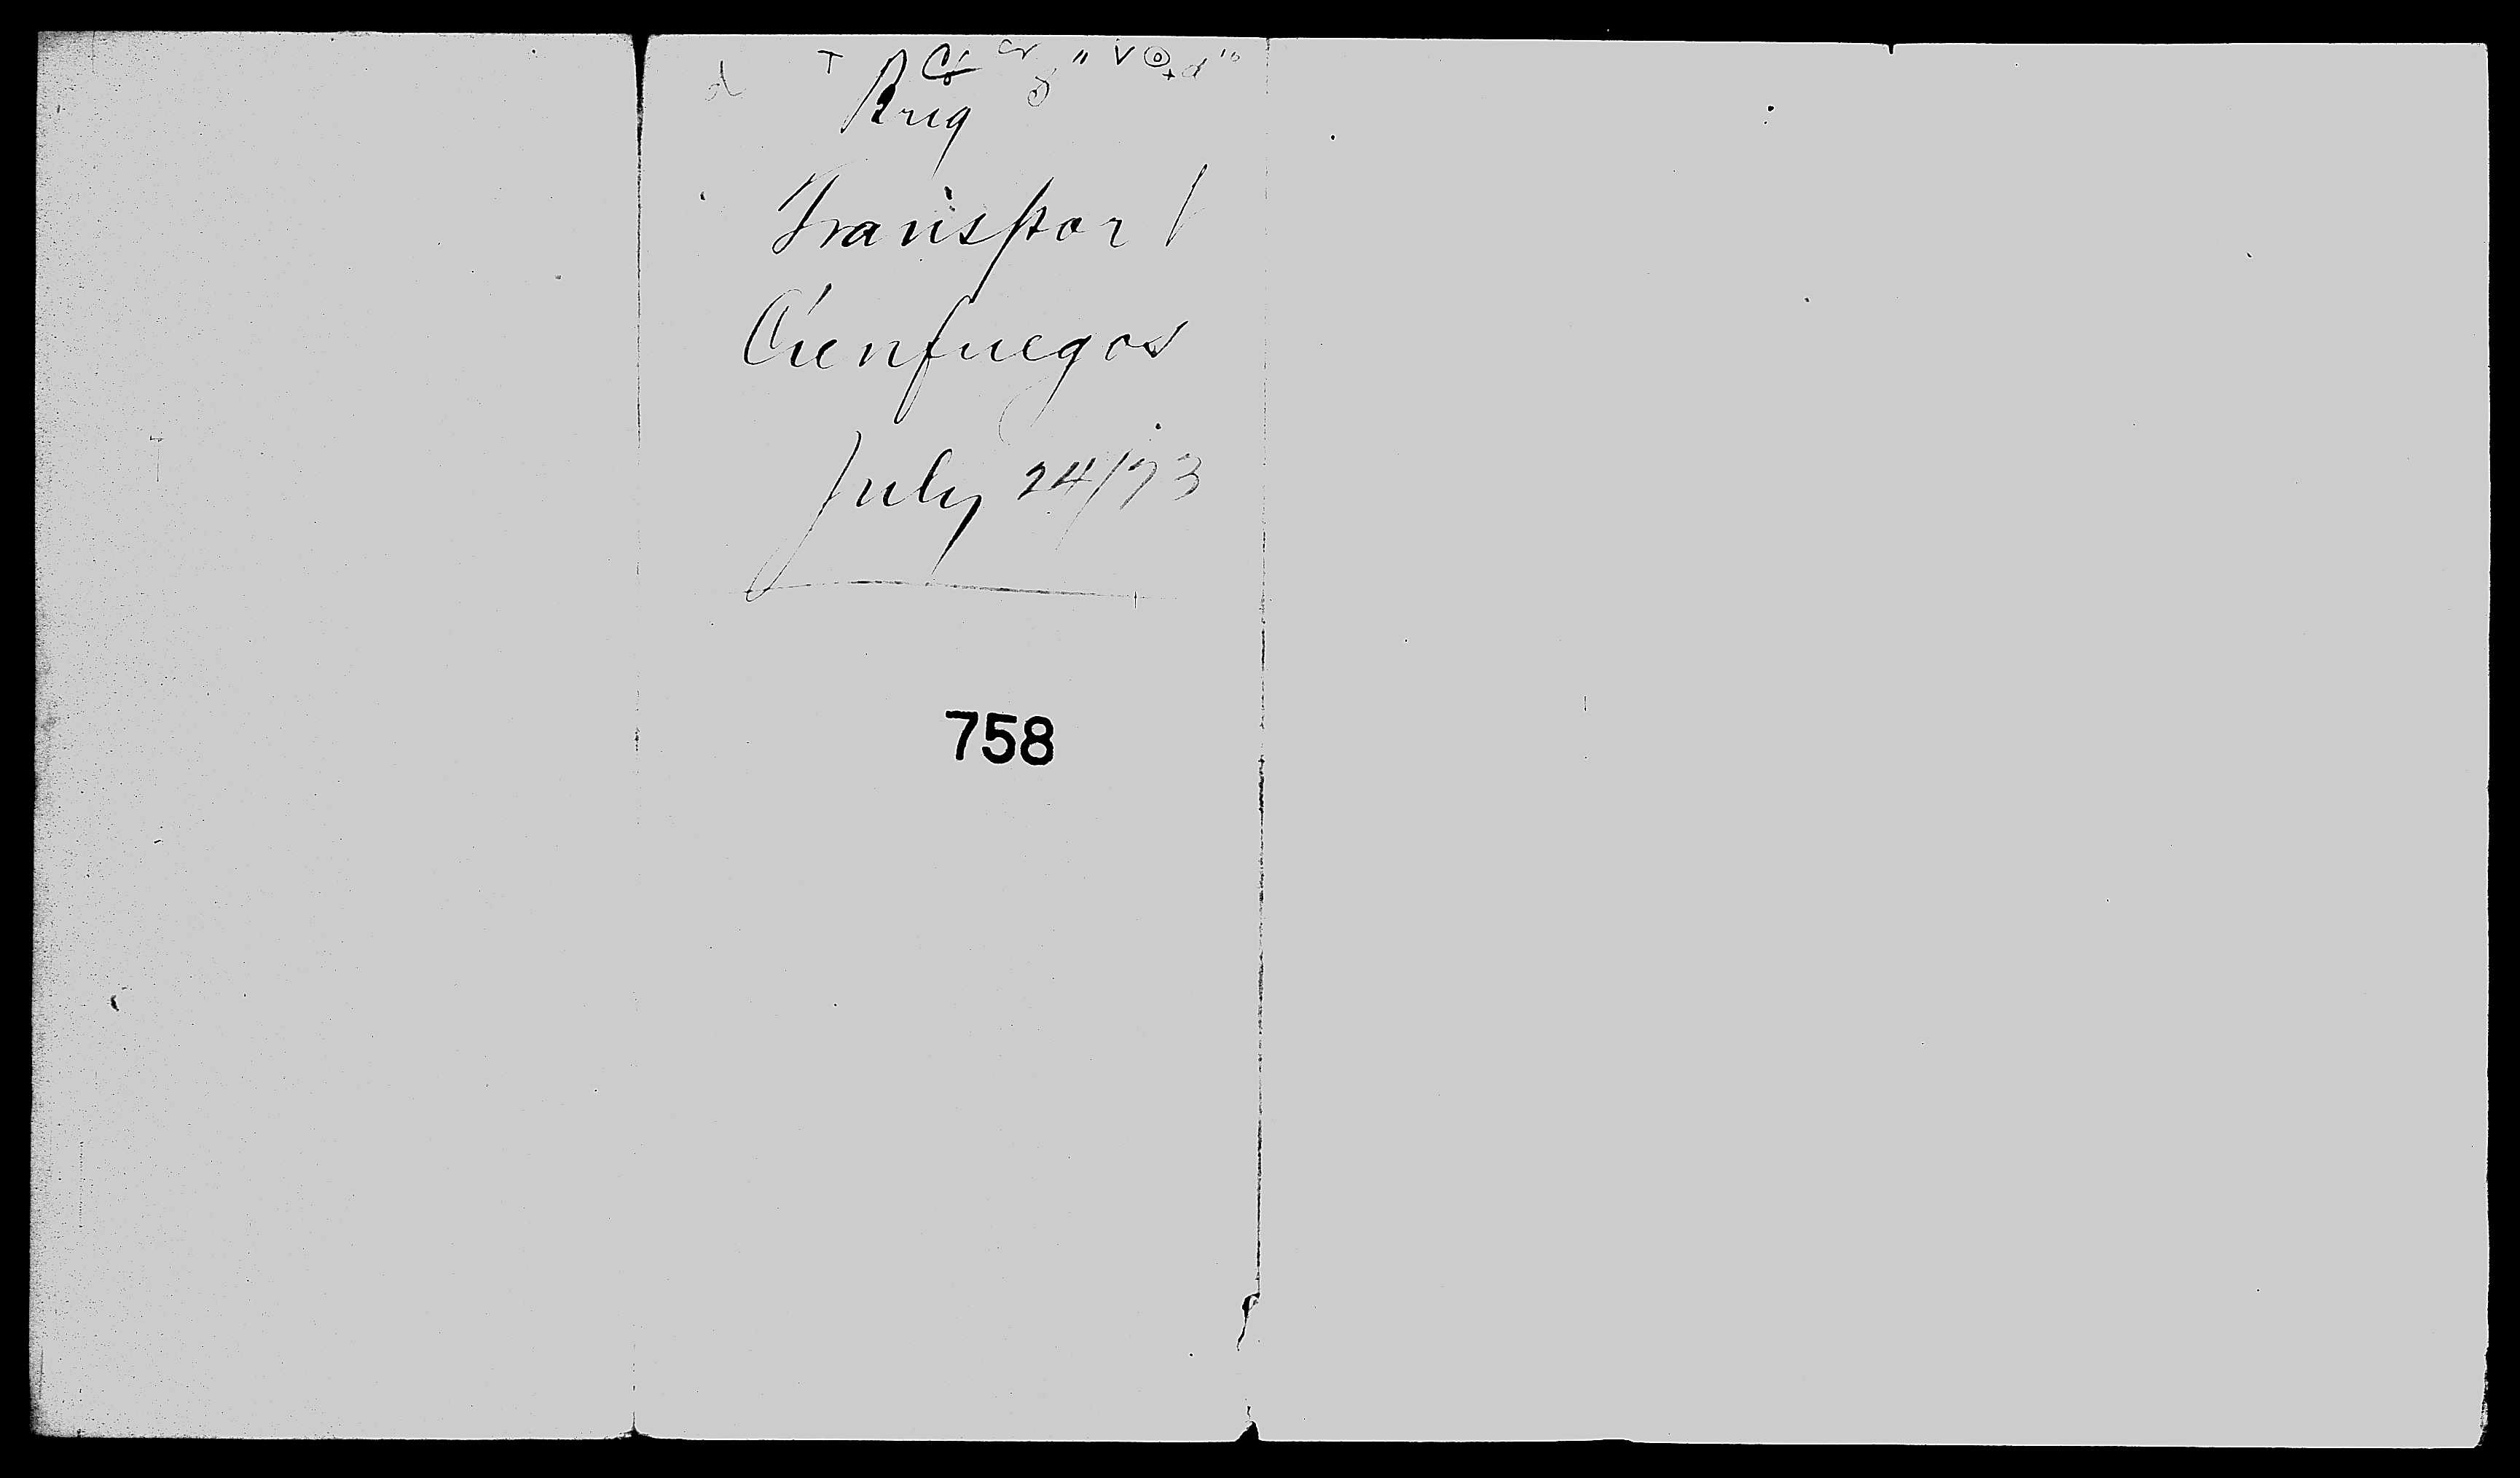 Brig
Transport
Cienfuegos
July 24/73
758